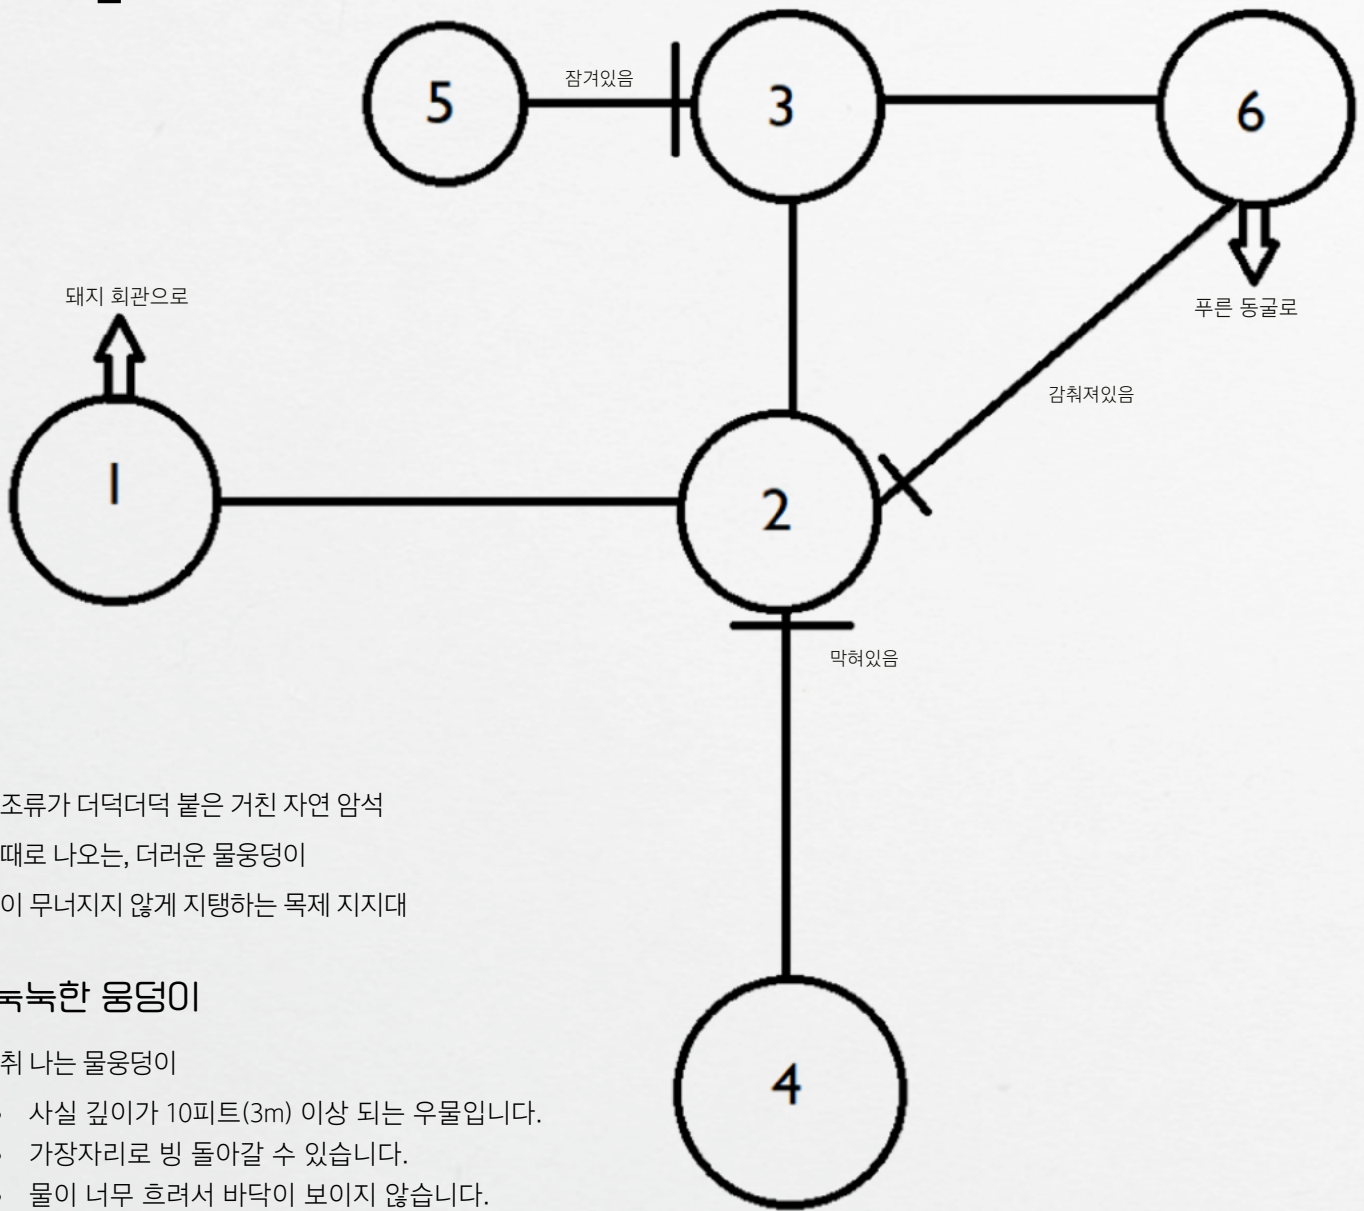 5
잠겨있음
3
6
돼지 회관으로
푸른 동굴로
감춰져있음
1
2
막혀있음
조류가 더덕더덕 붙은 거친 자연 암석
때로 나오는, 더러운 물웅덩이
이 무너지지 않게 지탱하는 목제 지지대
눅눅한 웅덩이
취 나는 물웅덩이
사실 깊이가 10피트(3m) 이상 되는 우물입니다.
가장자리로 빙 돌아갈 수 있습니다.
물이 너무 흐려서 바닥이 보이지 않습니다.
4